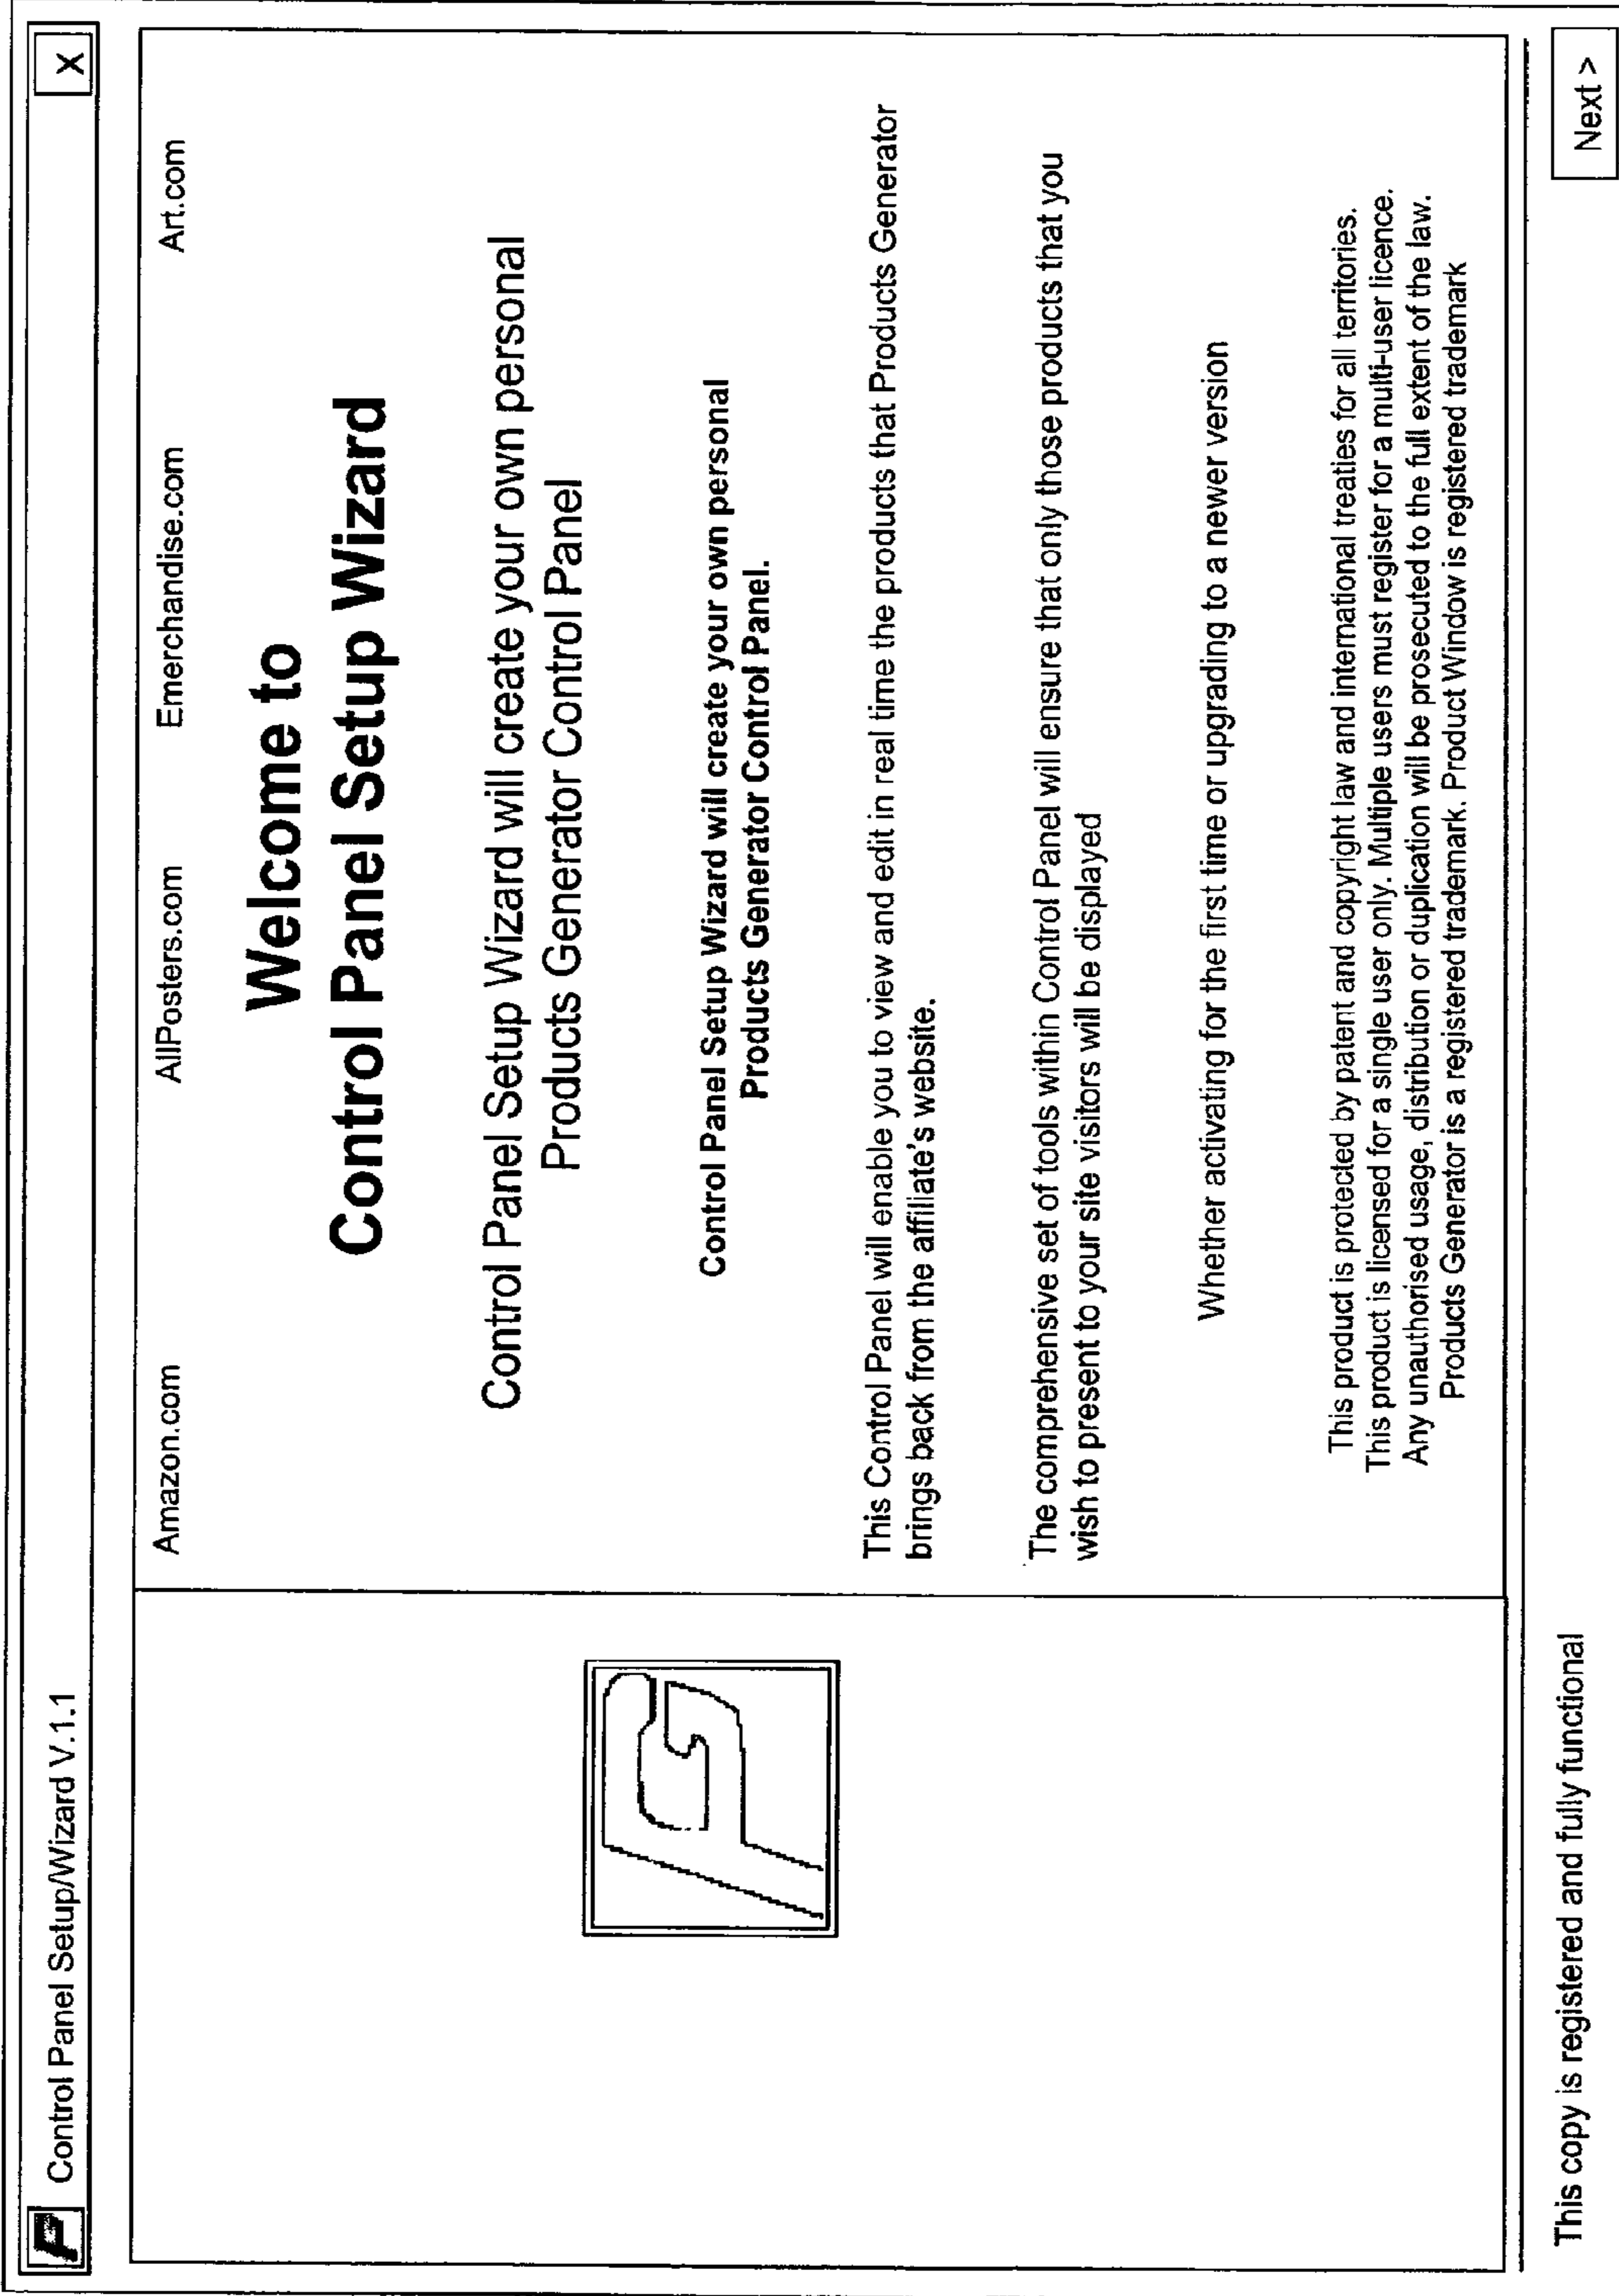 Control Panel Setup/Wizard V.1.1
X
Amazon.com AllPosters.com Emerchandise.com Art.com
Welcome to
Control Panel Setup Wizard
Control Panel Setup Wizard will create your own personal
Products Generator Control Panel
Control Panel Setup Wizard will create your own personal
Products Generator Control Panel.
This Control Panel will enable you to view and edit in real time the products that Products Generator
brings back from the affiliate's website.
The comprehensive set of tools within Control Panel will ensure that only those products that you
wish to present to your site visitors will be displayed
Whether activating for the first time or upgrading to a newer version
This product is protected by patent and copyright law and international treaties for all territories.
This product is licensed for a single user only. Multiple users must register for a multi-user licence.
Any unauthorised usage, distribution or duplication will be prosecuted to the full extent of the law.
Products Generator is a registered trademark. Product Window is registered trademark
This copy is registered and fully functional
Next >